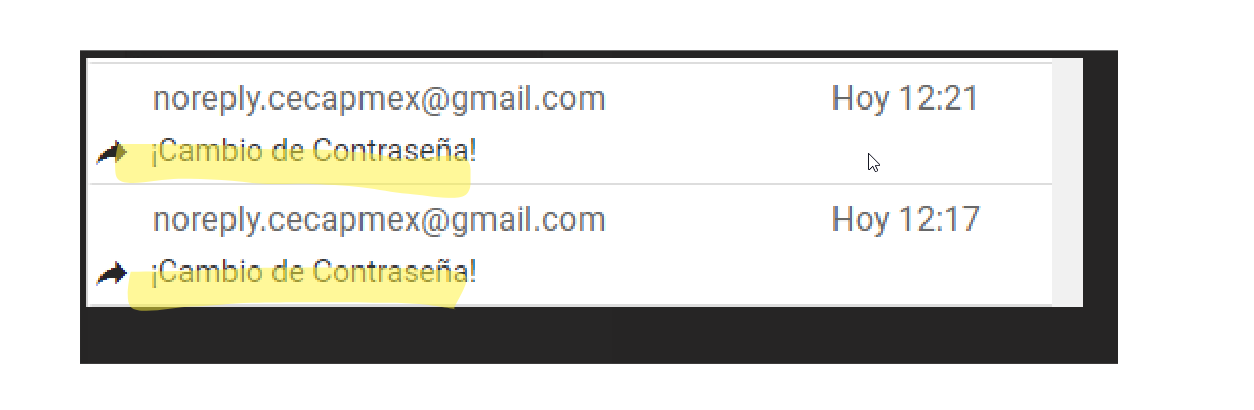 noreply.cecapmex@gmail.com Hoy 12:21
¡Cambio de Contraseña!
noreply.cecapmex@gmail.com Hoy 12:17
¡Cambio de Contraseña!